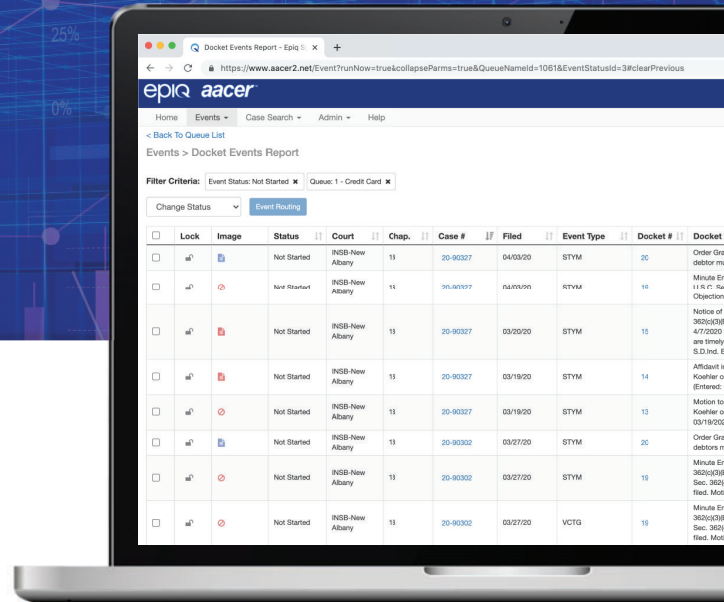 25%
0%
Docket Events Report - Epiq S
https://www.aacer2.net/Event?runNow=true&collapseParms=true&QueueNameId=1061&EventStatusId=3#clearPrevious
epiq aacer
Home Events Case Search Admin Help
< Back To Queue List
Events > Docket Events Report
Filter Criteria: Event Status: Not Started × Queue: 1 - Credit Card ×
Change Status Event Routing
Lock Image Status Court Chap. Case # Filed Event Type Docket # Docket
Not Started INSB-New Albany 13 20-90327 04/03/20 STYM 20 Order Gra
debtor mu
Not Started INSB-New Albany 13 20-90327 04/03/20 STYM 19 Minute En
U.S.C. Se
Objection
Not Started INSB-New Albany 13 20-90327 03/20/20 STYM 15 Notice of
362(c)(3)(
4/7/2020
are timely
S.D.Ind. B
Not Started INSB-New Albany 13 20-90327 03/19/20 STYM 14 Affidavit i
Koehler o
(Entered:
Not Started INSB-New Albany 13 20-90327 03/19/20 STYM 13 Motion to
Koehler o
03/19/202
Not Started INSB-New Albany 13 20-90302 03/27/20 STYM 20 Order Gra
debtors m
Not Started INSB-New Albany 13 20-90302 03/27/20 STYM 19 Minute En
362(c)(3)(
Sec. 362(
filed. Moti
Not Started INSB-New Albany 13 20-90302 03/27/20 VCTG 19 Minute En
362(c)(3)(
Sec. 362(
filed. Moti